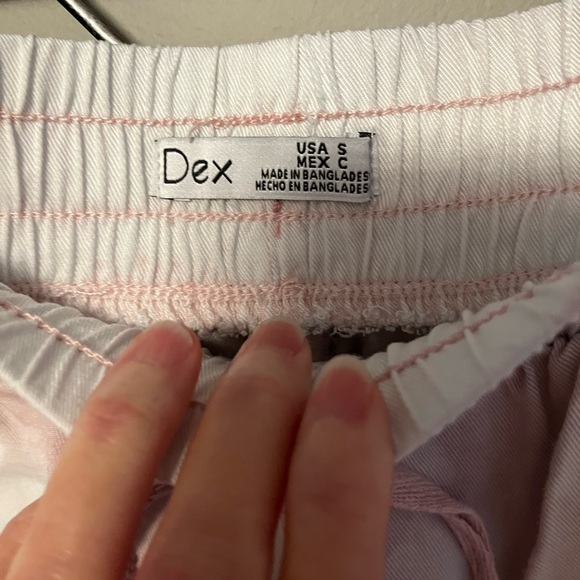 Dex
USA S
MEX C
MADE IN BANGLADES
HECHO EN BANGLADES